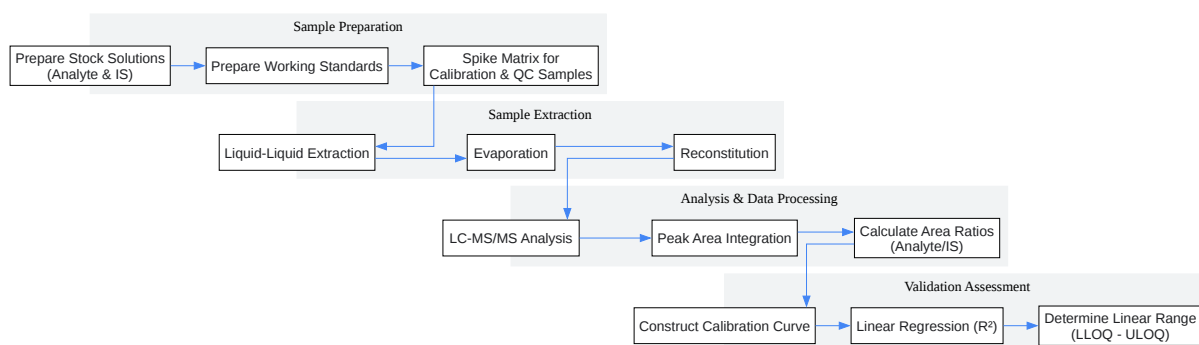 Sample Preparation
Prepare Stock Solutions
(Analyte & IS)
Prepare Working Standards
Spike Matrix for
Calibration & QC Samples
Sample Extraction
Liquid-Liquid Extraction
Evaporation
Reconstitution
Analysis & Data Processing
LC-MS/MS Analysis
Peak Area Integration
Calculate Area Ratios
(Analyte/IS)
Validation Assessment
Construct Calibration Curve
Linear Regression (R²)
Determine Linear Range
(LLOQ - ULOQ)